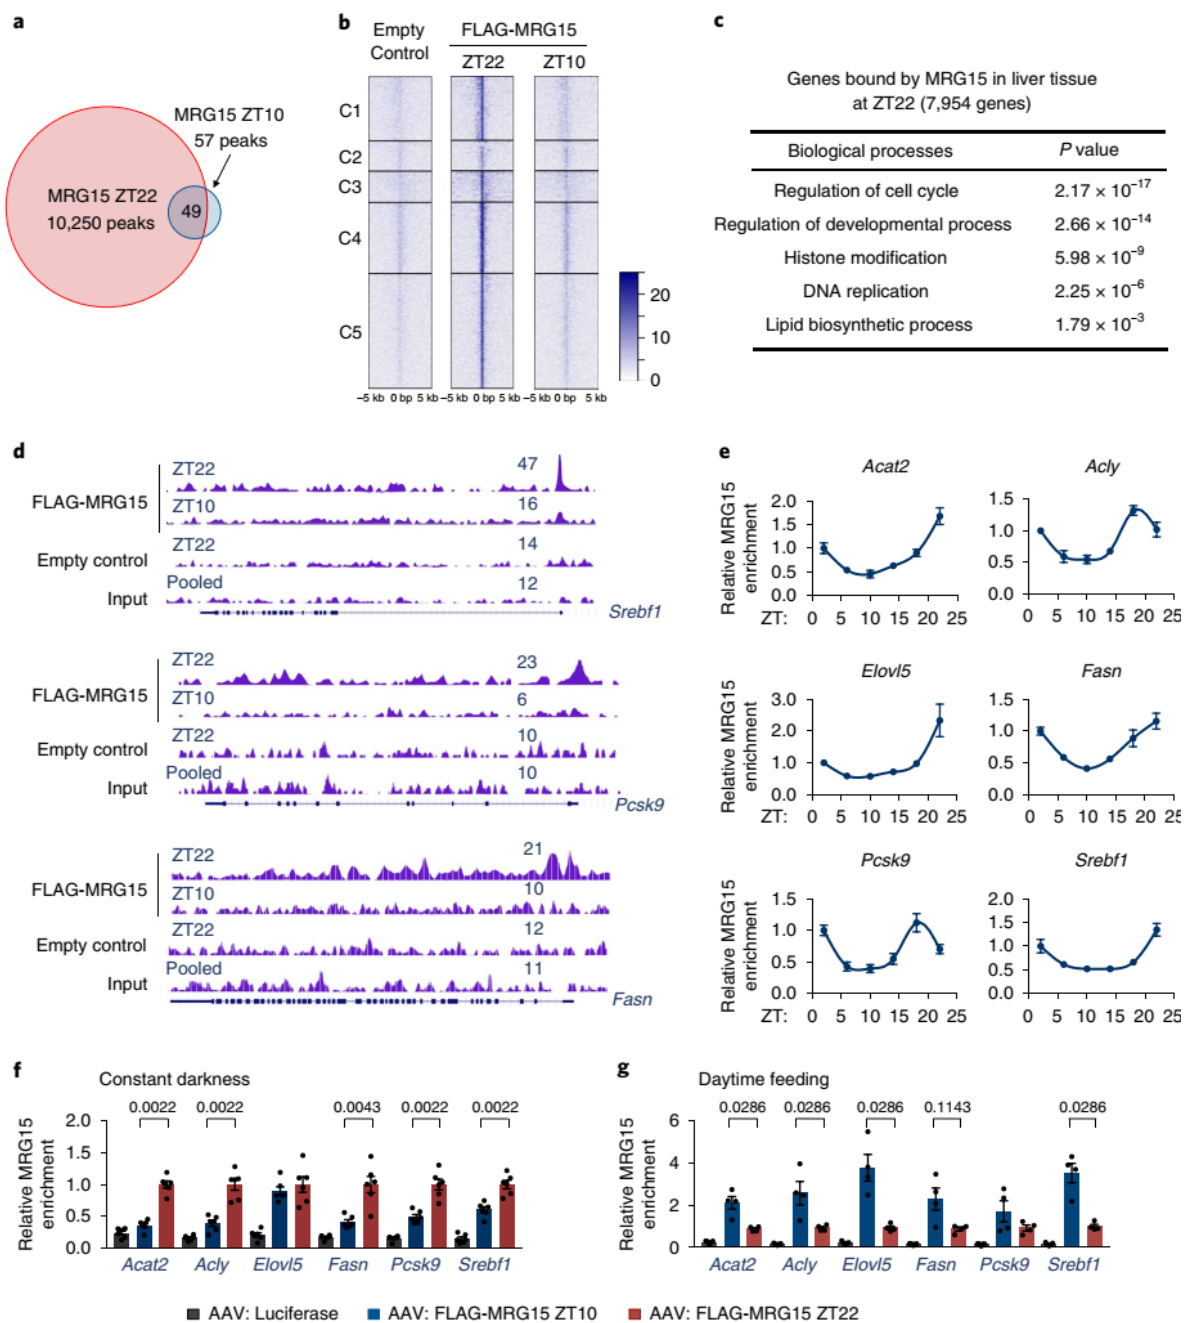 a
MRG15 ZT10
57 peaks
MRG15 ZT22
10,250 peaks
49
b
Empty
Control
FLAG-MRG15
ZT22
ZT10
C1
C2
C3
C4
C5
20
10
0
–5 kb 0 bp 5 kb –5 kb 0 bp 5 kb –5 kb 0 bp 5 kb
c
Genes bound by MRG15 in liver tissue
at ZT22 (7,954 genes)
Biological processes P value
Regulation of cell cycle 2.17 × 10⁻¹⁷
Regulation of developmental process 2.66 × 10⁻¹⁴
Histone modification 5.98 × 10⁻⁹
DNA replication 2.25 × 10⁻⁶
Lipid biosynthetic process 1.79 × 10⁻³
d
ZT22 47
FLAG-MRG15
ZT10 16
ZT22 14
Empty control
Pooled 12
Input
Srebf1
ZT22 23
FLAG-MRG15
ZT10 6
ZT22 10
Empty control
Pooled 10
Input
Pcsk9
ZT22 21
FLAG-MRG15
ZT10 10
ZT22 12
Empty control
Pooled 11
Input
Fasn
e
Acat2
Relative MRG15
enrichment
2.0
1.5
1.0
0.5
0.0
ZT: 0 5 10 15 20 25
Acly
1.5
1.0
0.5
0.0
0 5 10 15 20 25
Elovl5
Relative MRG15
enrichment
3.0
2.0
1.0
0.0
ZT: 0 5 10 15 20 25
Fasn
1.5
1.0
0.5
0.0
0 5 10 15 20 25
Pcsk9
Relative MRG15
enrichment
1.5
1.0
0.5
0.0
ZT: 0 5 10 15 20 25
Srebf1
2.0
1.5
1.0
0.5
0.0
0 5 10 15 20 25
f
Constant darkness
0.0022 0.0022 0.0043 0.0022 0.0022
Relative MRG15
enrichment
2.0
1.5
1.0
0.5
0.0
Acat2 Acly Elovl5 Fasn Pcsk9 Srebf1
g
Daytime feeding
0.0286 0.0286 0.0286 0.1143 0.0286
Relative MRG15
enrichment
6
4
2
0
Acat2 Acly Elovl5 Fasn Pcsk9 Srebf1
AAV: Luciferase AAV: FLAG-MRG15 ZT10 AAV: FLAG-MRG15 ZT22